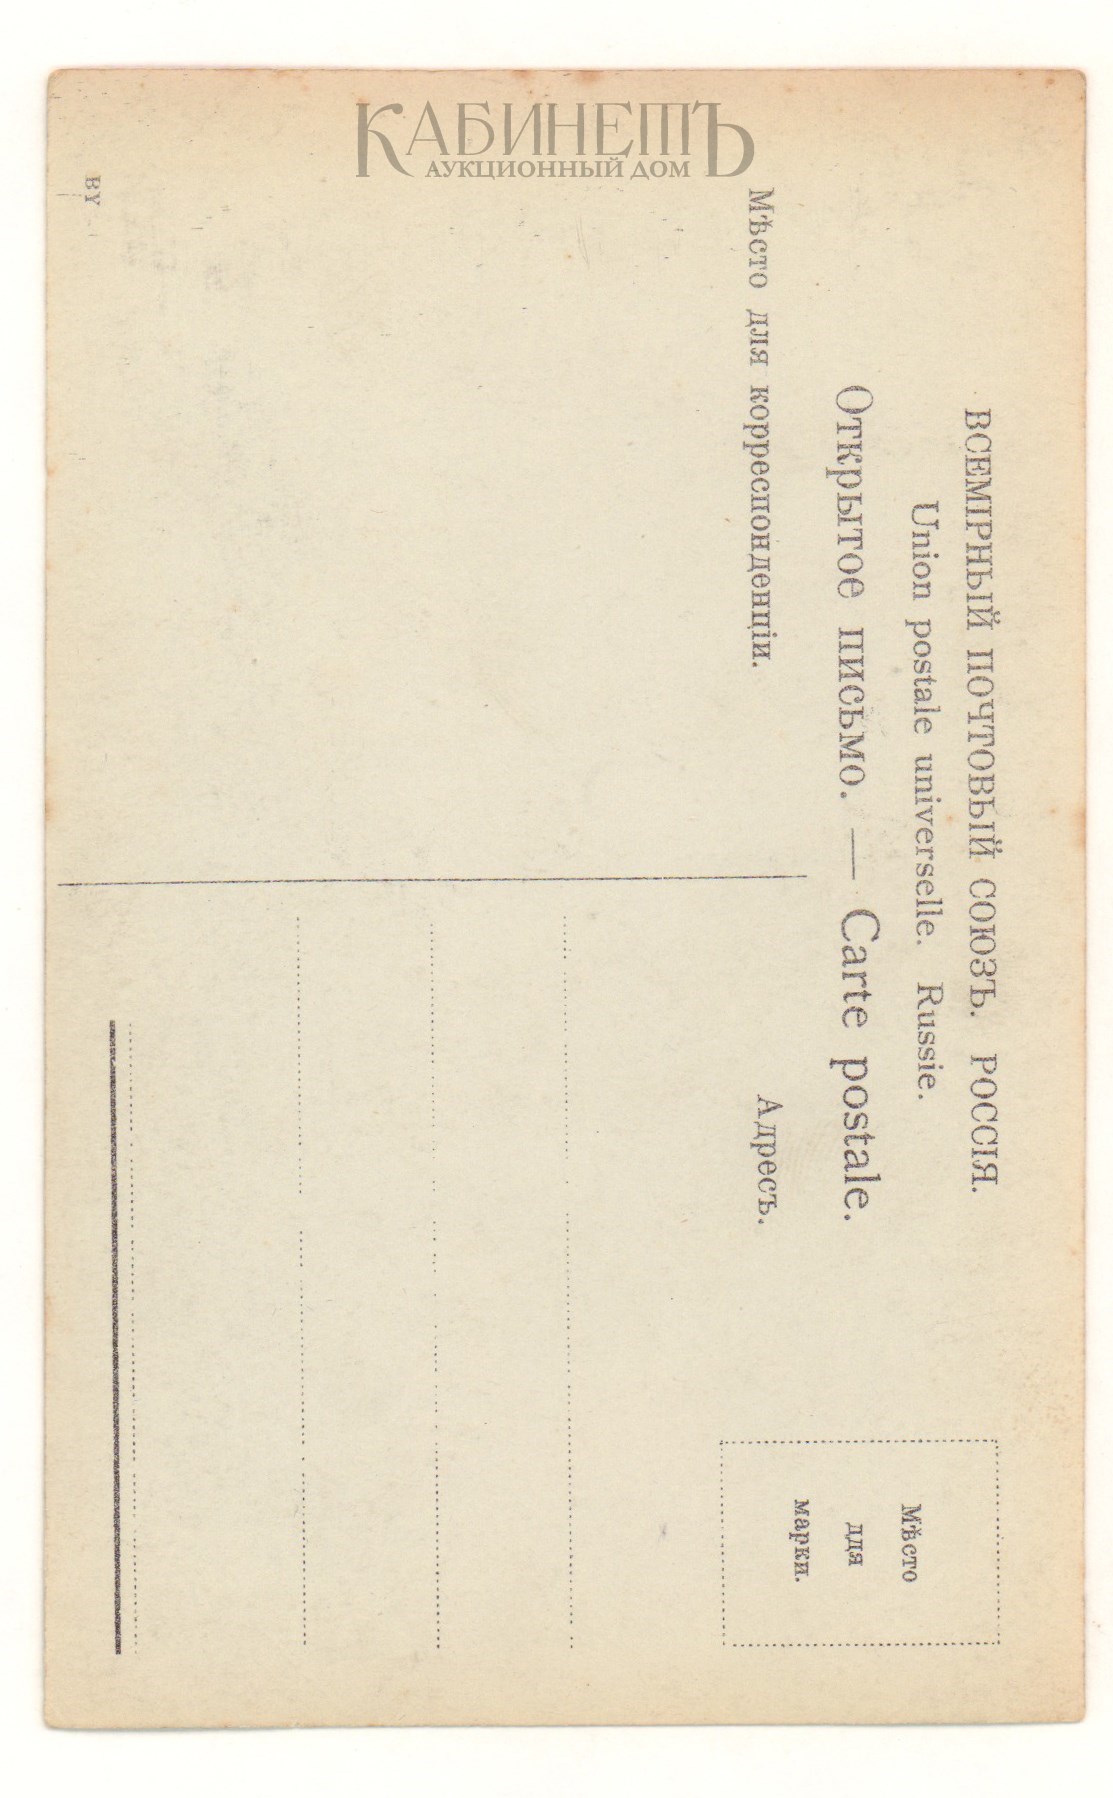 КАБИНЕТЪ
АУКЦИОННЫЙ ДОМ
ВСЕМІРНЫЙ ПОЧТОВЫЙ СОЮЗЪ. РОССІЯ.
Union postale universelle. Russie.
Открытое письмо. — Carte postale.
Мѣсто для корреспонденціи.
Адресъ.
Мѣсто
для
марки.
BY